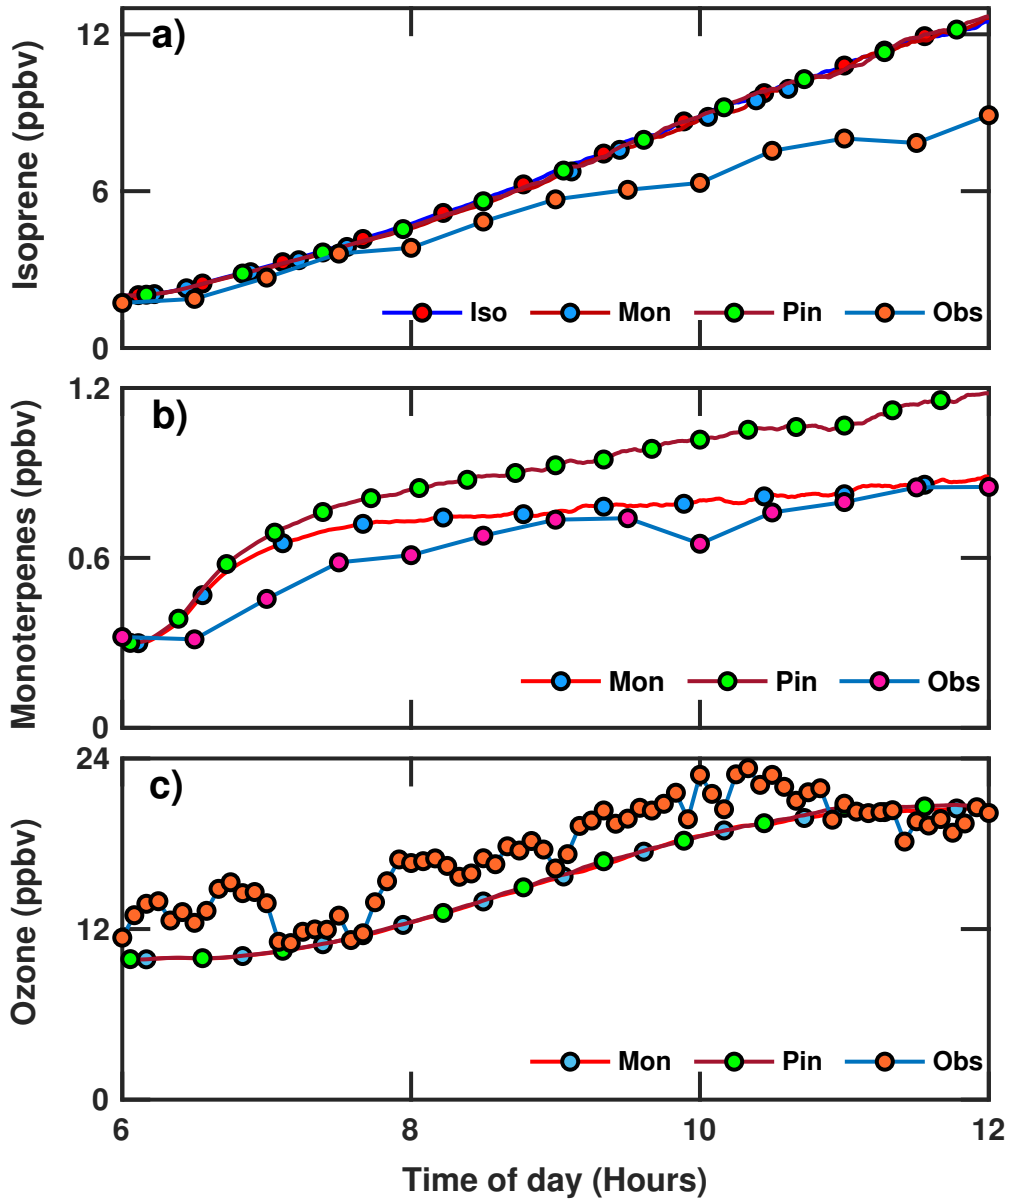 a)
12
6
0
Isoprene (ppbv)
Iso Mon Pin Obs
b)
1.2
0.6
0
Monoterpenes (ppbv)
Mon Pin Obs
c)
24
12
0
Ozone (ppbv)
Mon Pin Obs
6 8 10 12
Time of day (Hours)